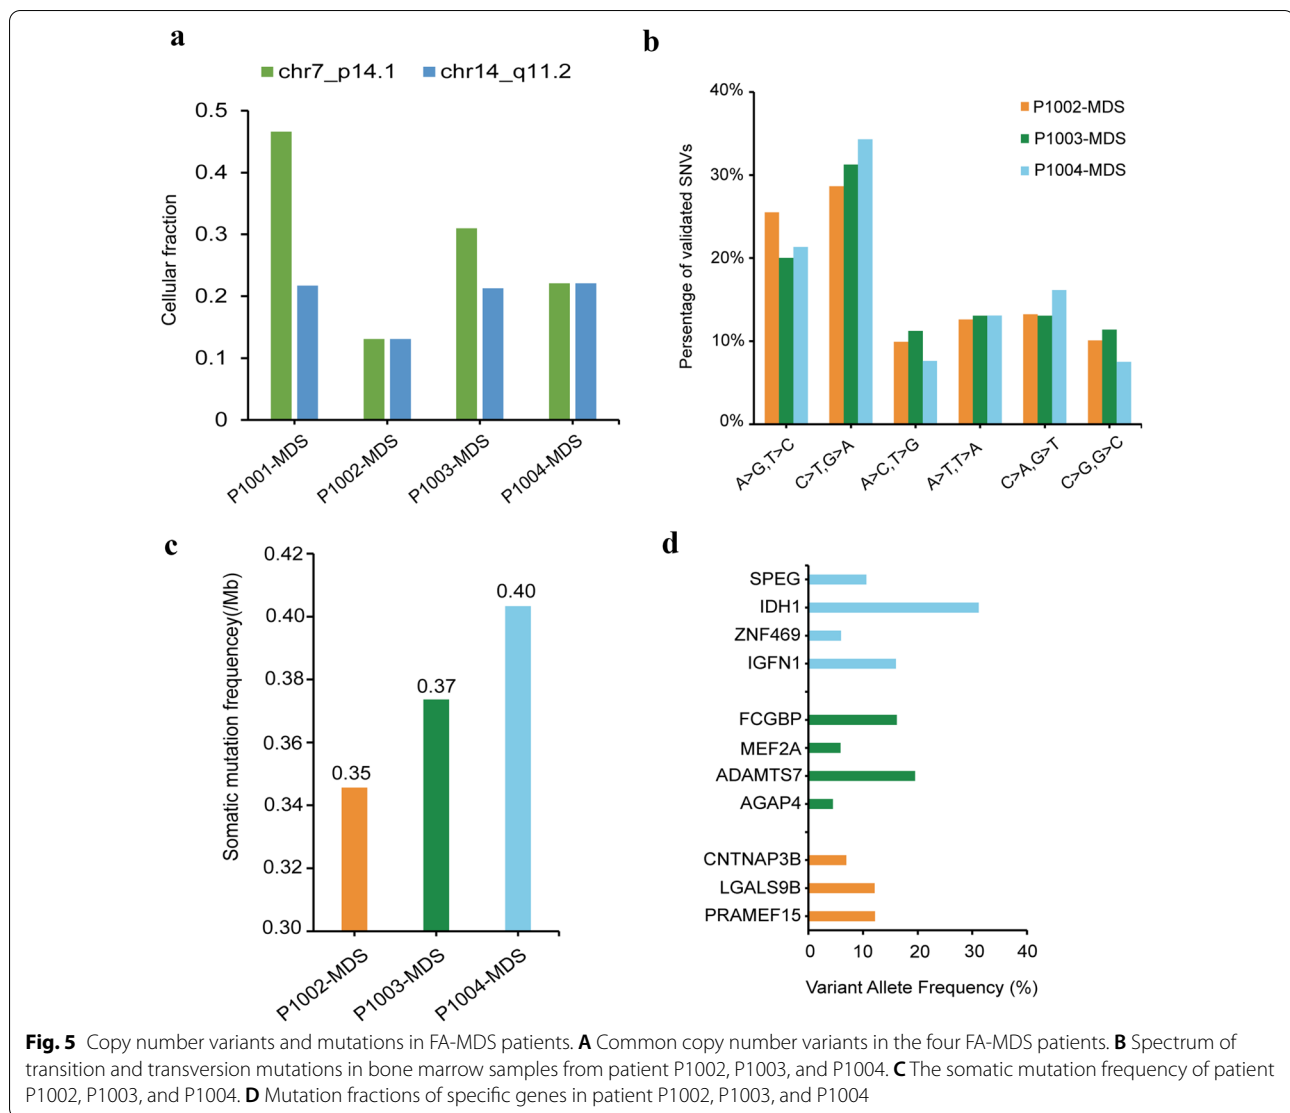 a
chr7_p14.1 chr14_q11.2
Cellular fraction
0.5
0.4
0.3
0.2
0.1
0
P1001-MDS
P1002-MDS
P1003-MDS
P1004-MDS
b
Persentage of validated SNVs
40%
30%
20%
10%
0%
P1002-MDS
P1003-MDS
P1004-MDS
A>G,T>C
C>T,G>A
A>C,T>G
A>T,T>A
C>A,G>T
C>G,G>C
c
Somatic mutation frequencey(/Mb)
0.42
0.40
0.38
0.36
0.34
0.32
0.30
0.35
0.37
0.40
P1002-MDS
P1003-MDS
P1004-MDS
d
SPEG
IDH1
ZNF469
IGFN1
FCGBP
MEF2A
ADAMTS7
AGAP4
CNTNAP3B
LGALS9B
PRAMEF15
0 10 20 30 40
Variant Allete Frequency (%)
Fig. 5 Copy number variants and mutations in FA-MDS patients. A Common copy number variants in the four FA-MDS patients. B Spectrum of
transition and transversion mutations in bone marrow samples from patient P1002, P1003, and P1004. C The somatic mutation frequency of patient
P1002, P1003, and P1004. D Mutation fractions of specific genes in patient P1002, P1003, and P1004